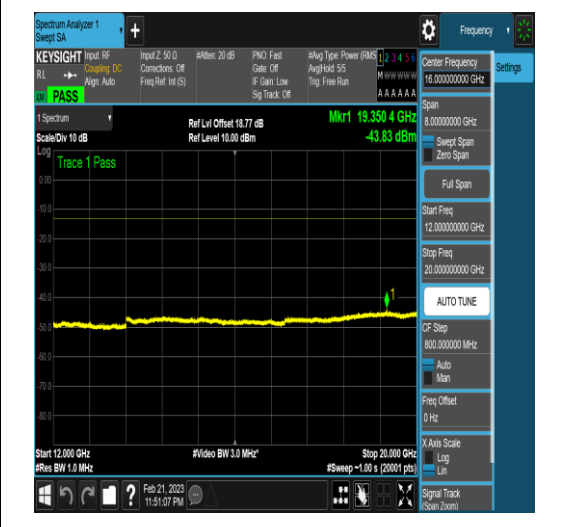 Spectrum Analyzer 1
Swept SA
+
Frequency
KEYSIGHT
RL
Input: RF
Coupling: DC
Align: Auto
Input Z: 50 Ω
Corrections: Off
Freq Ref: Int (S)
#Atten: 20 dB
PNO: Fast
Gate: Off
IF Gain: Low
Sig Track: Off
#Avg Type: Power (RMS
Avg|Hold: 5/5
Trig: Free Run
1 2 3 4 5 6
M W W W W W
A A A A A A
PASS
1 Spectrum
Scale/Div 10 dB
Ref Lvl Offset 18.77 dB
Ref Level 10.00 dBm
Mkr1 19.350 4 GHz
-43.83 dBm
Log
Trace 1 Pass
0.00
-10.0
-20.0
-30.0
-40.0
-50.0
-60.0
-70.0
-80.0
1
Start 12.000 GHz
#Res BW 1.0 MHz
#Video BW 3.0 MHz*
Stop 20.000 GHz
#Sweep ~1.00 s (20001 pts)
Center Frequency
16.000000000 GHz
Settings
Span
8.00000000 GHz
Swept Span
Zero Span
Full Span
Start Freq
12.000000000 GHz
Stop Freq
20.000000000 GHz
AUTO TUNE
CF Step
800.000000 MHz
Auto
Man
Freq Offset
0 Hz
X Axis Scale
Log
Lin
Signal Track
(Span Zoom)
?
Feb 21, 2023
11:51:07 PM